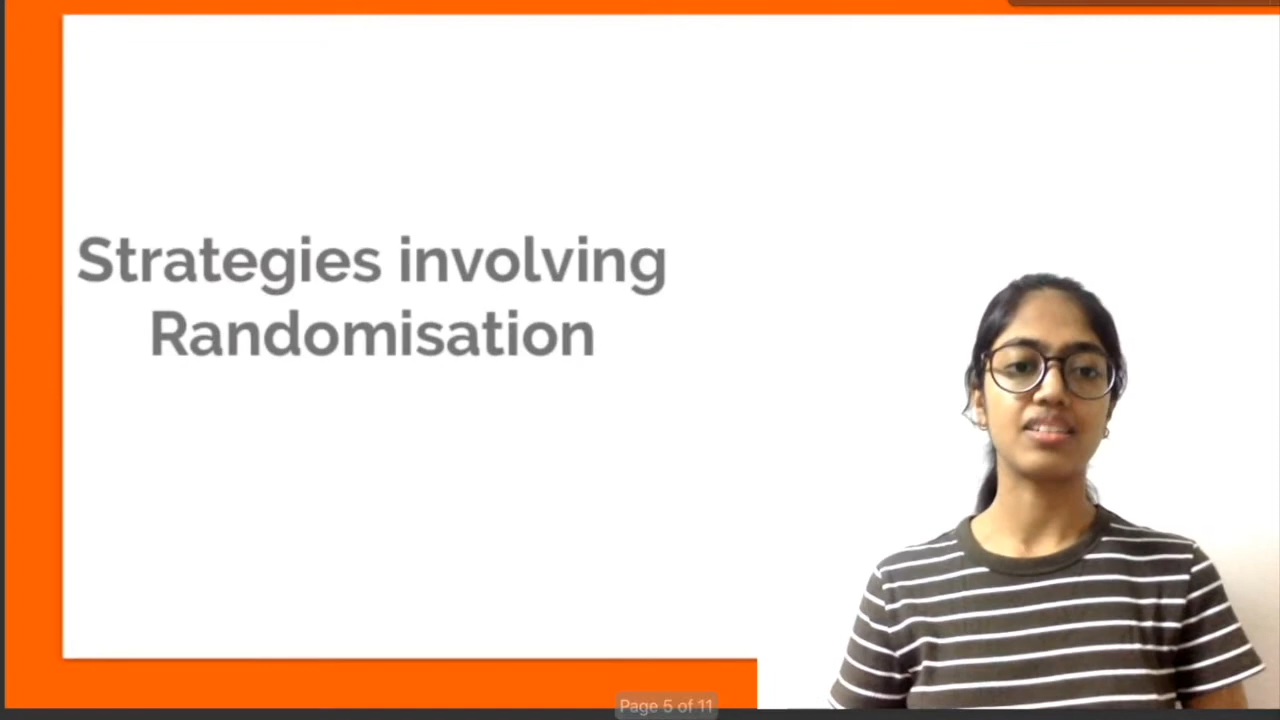 Strategies involving
Randomisation
Page 5 of 11